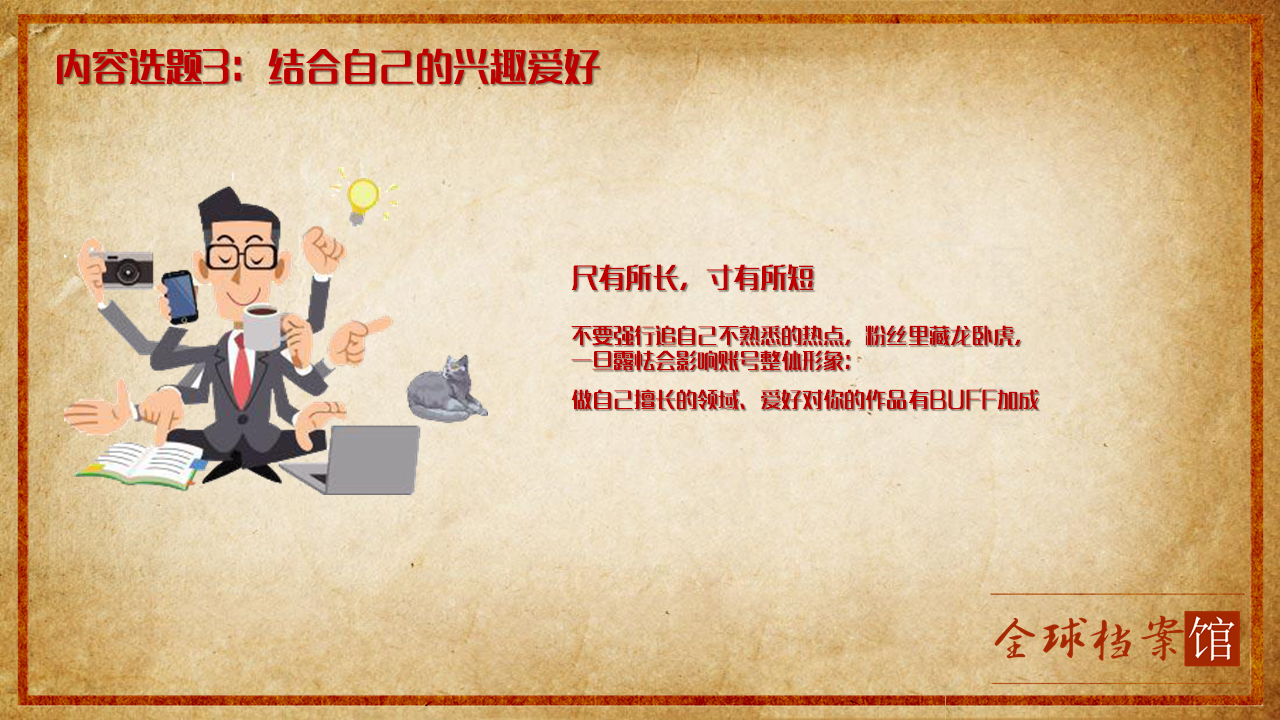 内容选题3：结合自己的兴趣爱好
尺有所长，寸有所短
不要强行追自己不熟悉的热点，粉丝里藏龙卧虎，
一旦露怯会影响账号整体形象；
做自己擅长的领域、爱好对你的作品有BUFF加成
全球档案馆